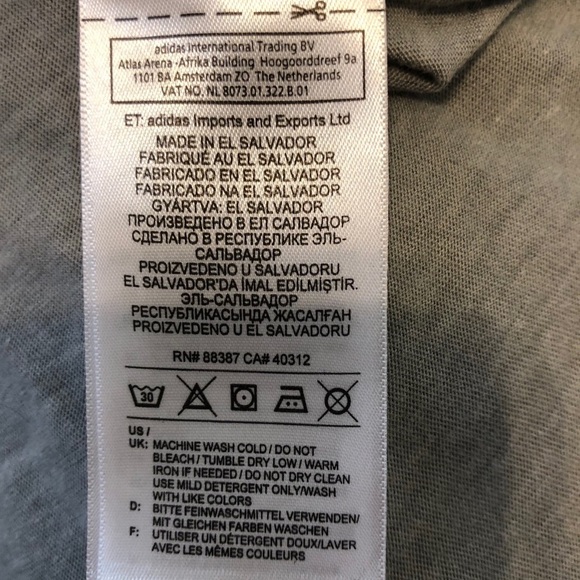 adidas International Trading BV
Atlas Arena -Afrika Building Hoogoorddreef 9a
1101 BA Amsterdam ZO The Netherlands
VAT NO. NL 8073.01.322.B.01
ET: adidas Imports and Exports Ltd
MADE IN EL SALVADOR
FABRIQUÉ AU EL SALVADOR
FABRICADO EN EL SALVADOR
FABRICADO NA EL SALVADOR
GYÁRTVA: EL SALVADOR
ПРОИЗВЕДЕНО В ЕЛ САЛВАДОР
СДЕЛАНО В РЕСПУБЛИКЕ ЭЛЬ-
САЛЬВАДОР
PROIZVEDENO U SALVADORU
EL SALVADOR'DA İMAL EDİLMİŞTİR.
ЭЛЬ-САЛЬВАДОР
РЕСПУБЛИКАСЫНДА ЖАСАЛҒАН
PROIZVEDENO U EL SALVADORU
RN# 88387 CA# 40312
30
US /
UK: MACHINE WASH COLD / DO NOT
BLEACH / TUMBLE DRY LOW / WARM
IRON IF NEEDED / DO NOT DRY CLEAN
USE MILD DETERGENT ONLY/WASH
WITH LIKE COLORS
D: BITTE FEINWASCHMITTEL VERWENDEN/
MIT GLEICHEN FARBEN WASCHEN
F: UTILISER UN DÉTERGENT DOUX/LAVER
AVEC LES MÊMES COULEURS